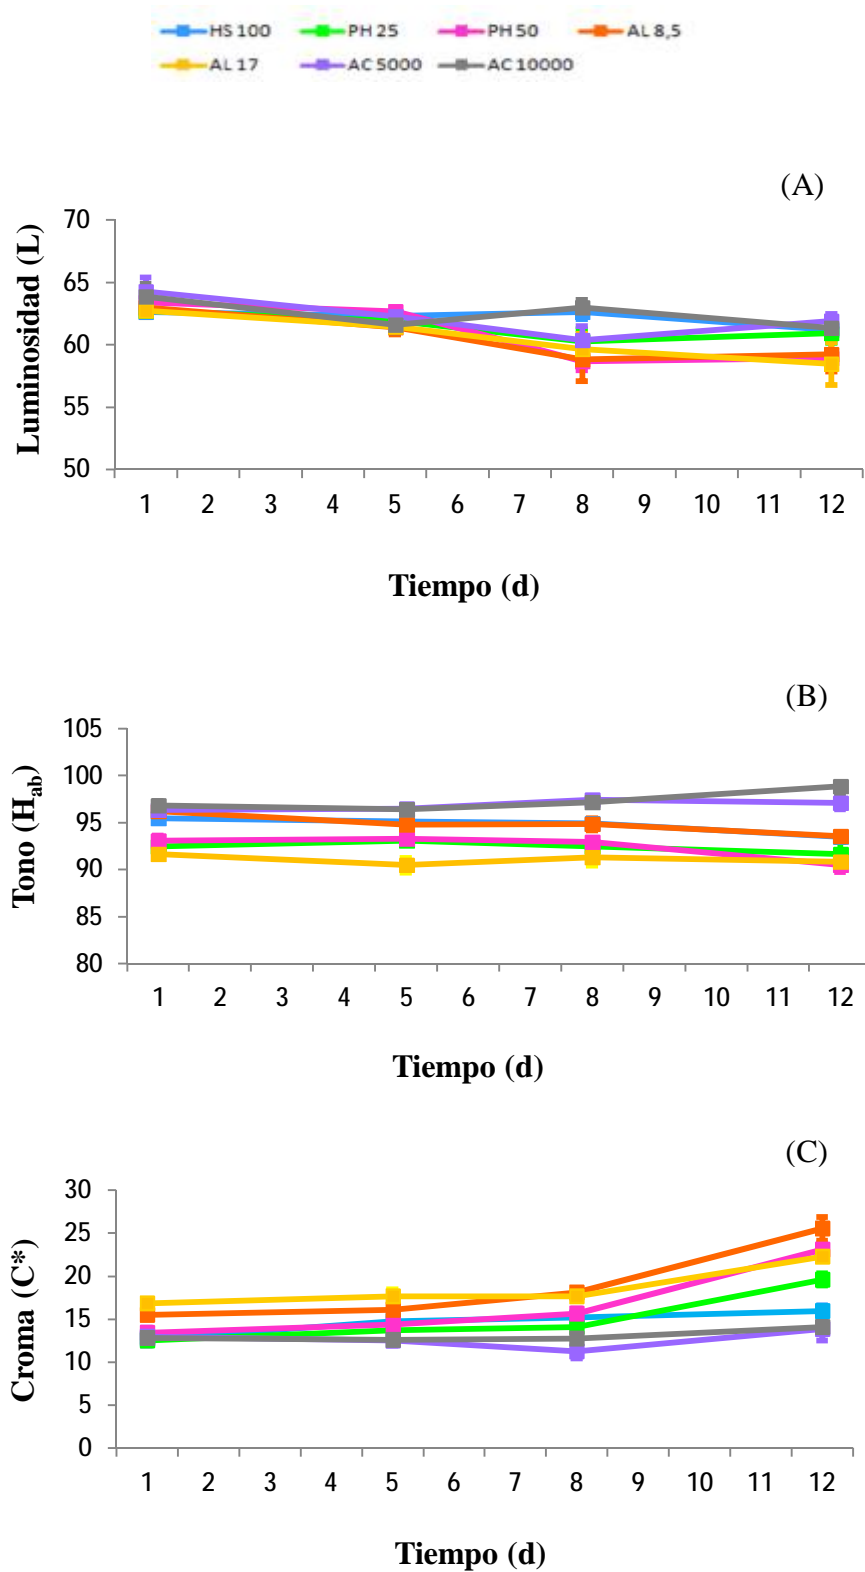 HS 100 PH 25 PH 50 AL 8,5
AL 17 AC 5000 AC 10000
(A)
70
65
60
55
50
Luminosidad (L)
1 2 3 4 5 6 7 8 9 10 11 12
Tiempo (d)
(B)
105
100
95
90
85
80
Tono (Hab)
1 2 3 4 5 6 7 8 9 10 11 12
Tiempo (d)
(C)
30
25
20
15
10
5
0
Croma (C*)
1 2 3 4 5 6 7 8 9 10 11 12
Tiempo (d)